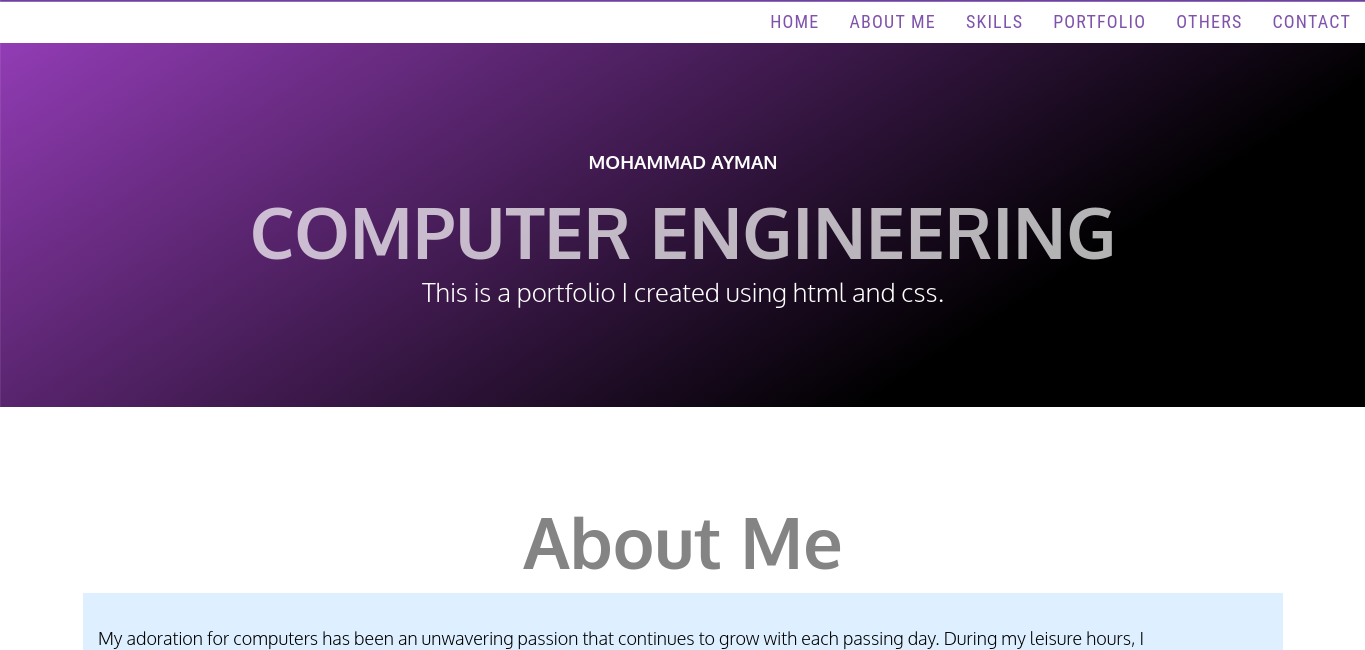 HOME ABOUT ME SKILLS PORTFOLIO OTHERS CONTACT
MOHAMMAD AYMAN
COMPUTER ENGINEERING
This is a portfolio I created using html and css.
About Me
My adoration for computers has been an unwavering passion that continues to grow with each passing day. During my leisure hours, I